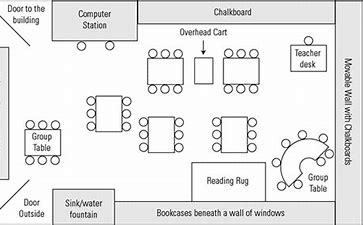 Door to the
building
Computer
Station
Chalkboard
Overhead Cart
Teacher
desk
Movable Wall with Chalkboards
Group
Table
Group
Table
Reading Rug
Door
Outside
Sink/water
fountain
Bookcases beneath a wall of windows